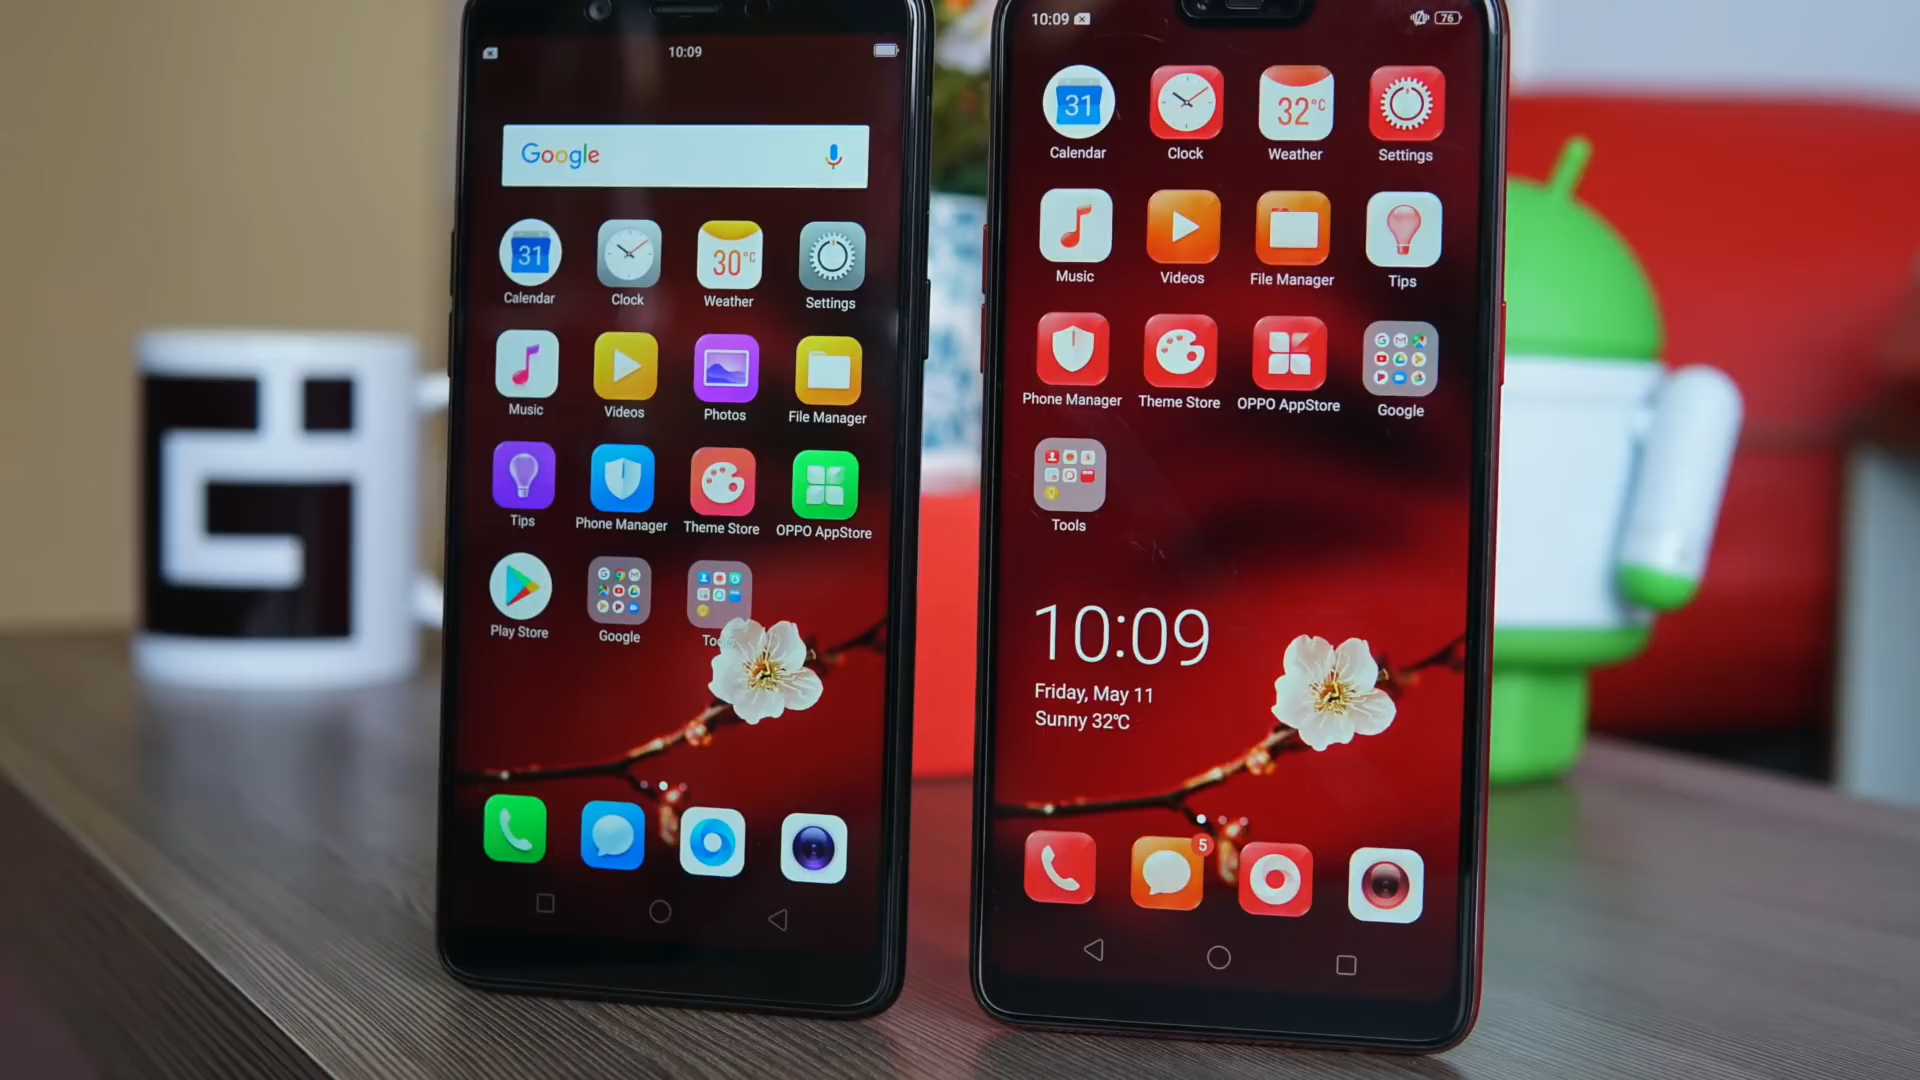 10:09
Google
31
30°C
Calendar
Clock
Weather
Settings
Music
Videos
Photos
File Manager
Tips
Phone Manager
Theme Store
OPPO AppStore
Play Store
Google
10:09
76
31
32°C
Calendar
Clock
Weather
Settings
Music
Videos
File Manager
Tips
Phone Manager
Theme Store
OPPO AppStore
Google
Tools
10:09
Friday, May 11
Sunny 32℃
5